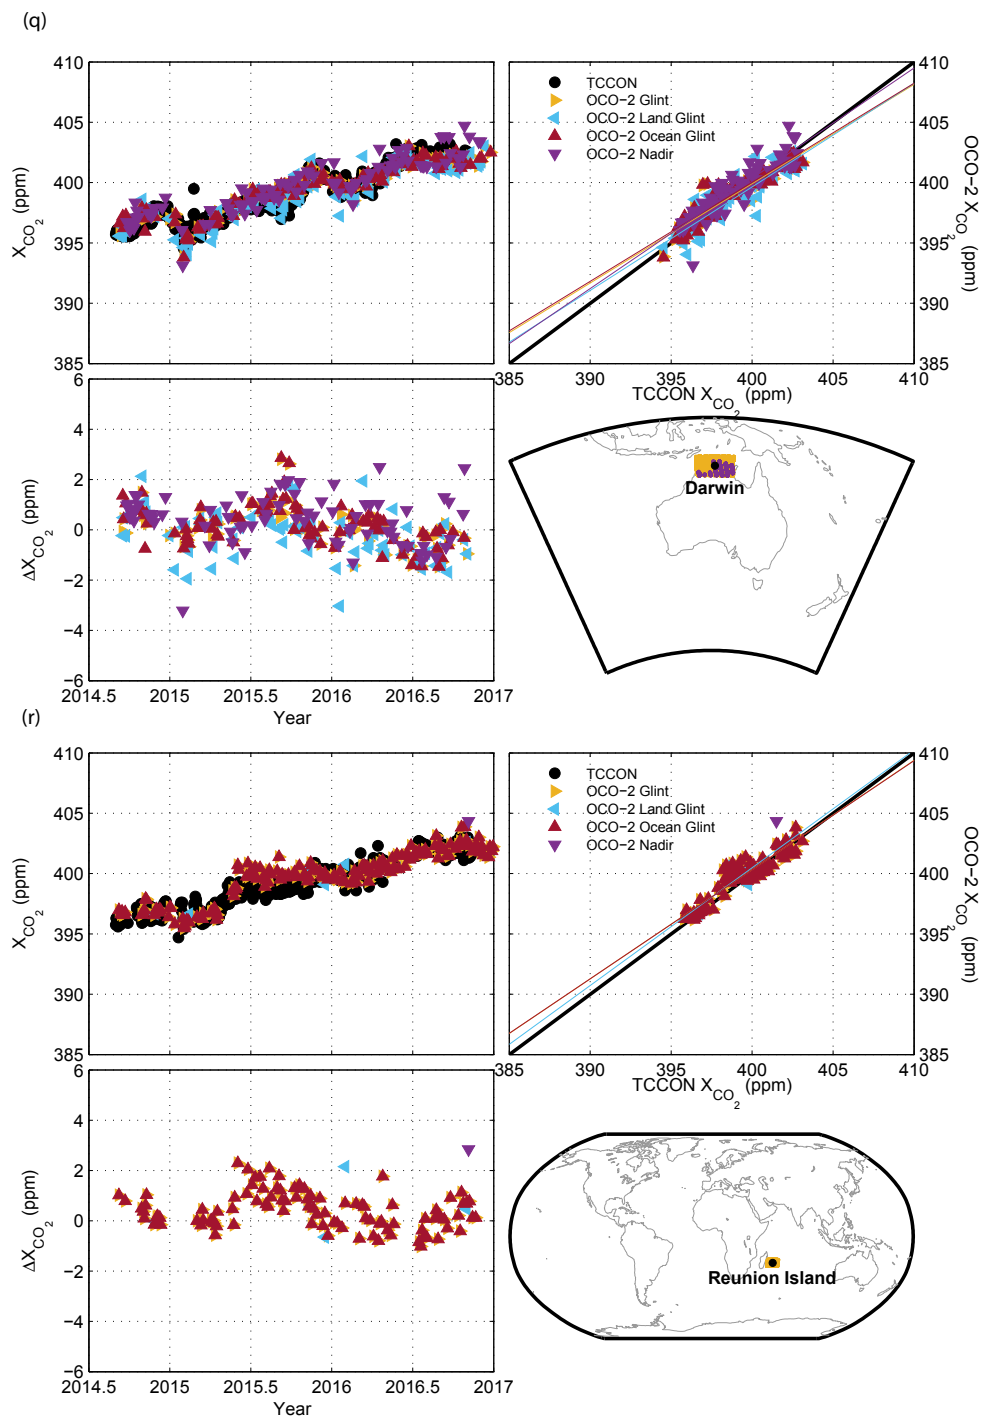 (q)
410
405
400
395
390
385
X_CO2 (ppm)
TCCON
OCO−2 Glint
OCO−2 Land Glint
OCO−2 Ocean Glint
OCO−2 Nadir
410
405
400
395
390
385
OCO−2 X_CO2 (ppm)
385 390 395 400 405 410
TCCON X_CO2 (ppm)
6
4
2
0
−2
−4
−6
ΔX_CO2 (ppm)
2014.5 2015 2015.5 2016 2016.5 2017
Year
Darwin
(r)
410
405
400
395
390
385
X_CO2 (ppm)
TCCON
OCO−2 Glint
OCO−2 Land Glint
OCO−2 Ocean Glint
OCO−2 Nadir
410
405
400
395
390
385
OCO−2 X_CO2 (ppm)
385 390 395 400 405 410
TCCON X_CO2 (ppm)
6
4
2
0
−2
−4
−6
ΔX_CO2 (ppm)
2014.5 2015 2015.5 2016 2016.5 2017
Year
Reunion Island